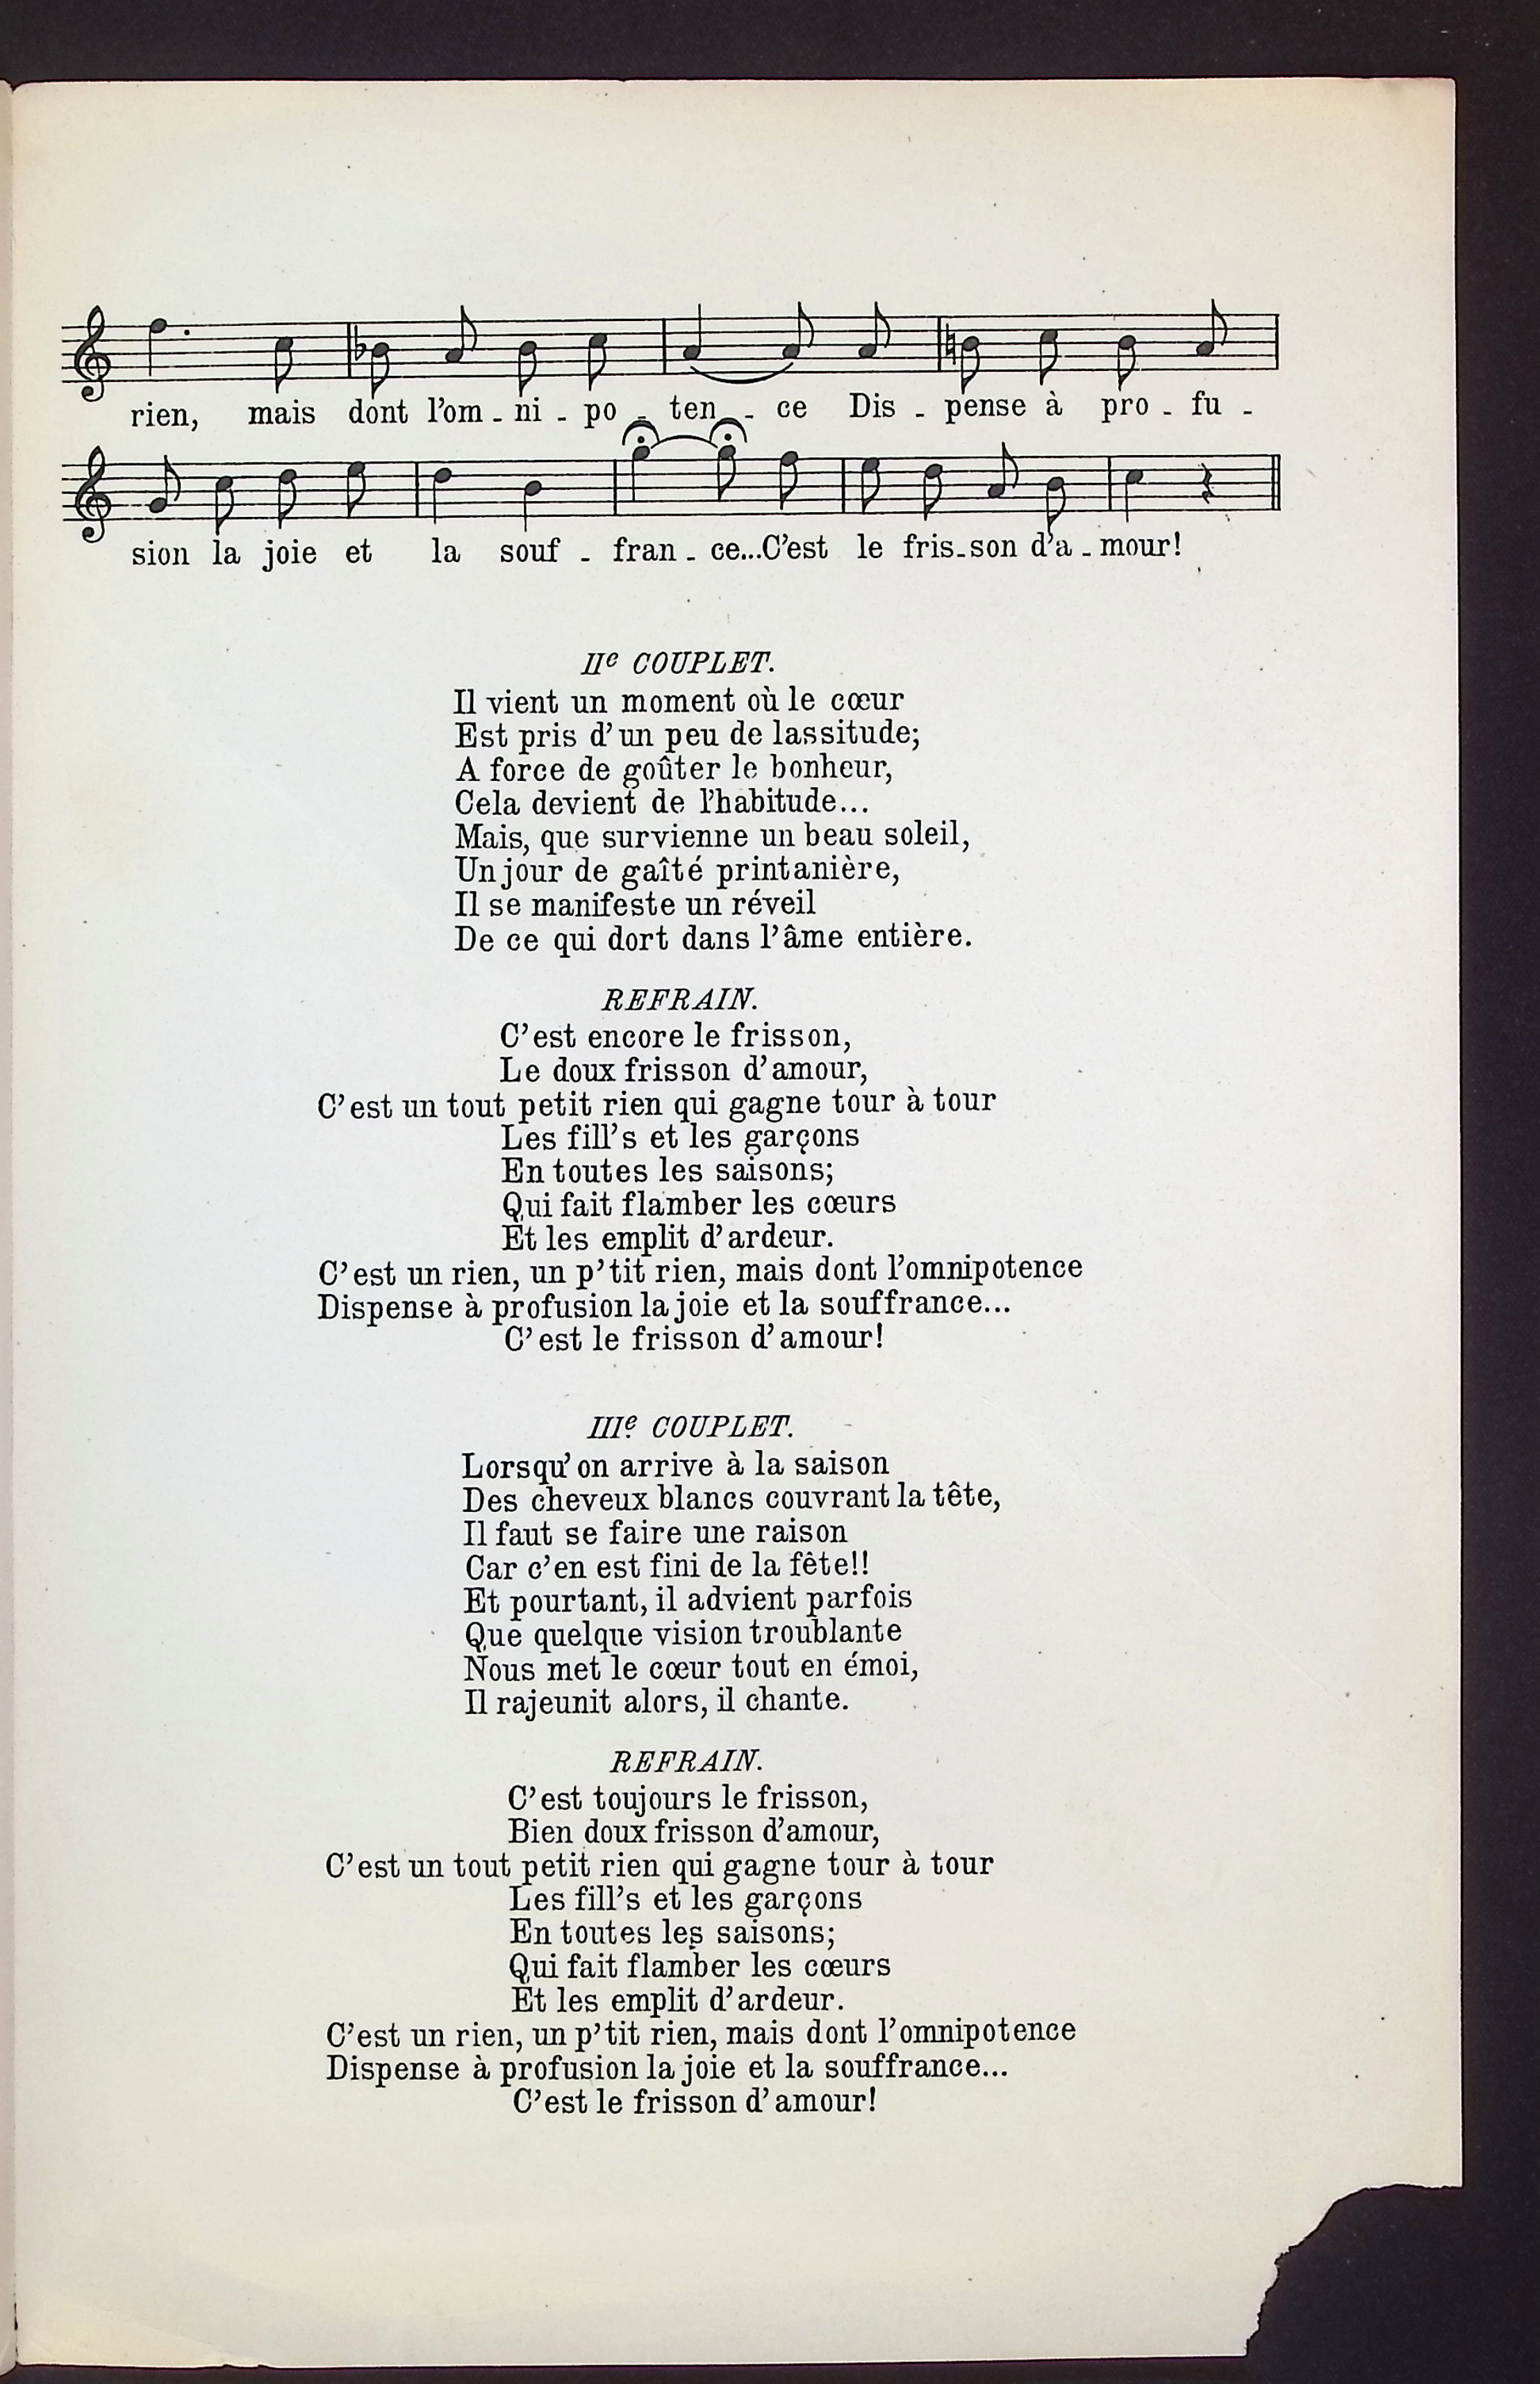 rien, mais dont l'om - ni - po - ten - ce Dis - pense à pro - fu -
sion la joie et la souf - fran - ce...C'est le fris - son d'a - mour!
IIe COUPLET.
Il vient un moment où le cœur
Est pris d'un peu de lassitude;
A force de goûter le bonheur,
Cela devient de l'habitude...
Mais, que survienne un beau soleil,
Un jour de gaîté printanière,
Il se manifeste un réveil
De ce qui dort dans l'âme entière.
REFRAIN.
C'est encore le frisson,
Le doux frisson d'amour,
C'est un tout petit rien qui gagne tour à tour
Les fill's et les garçons
En toutes les saisons;
Qui fait flamber les cœurs
Et les emplit d'ardeur.
C'est un rien, un p'tit rien, mais dont l'omnipotence
Dispense à profusion la joie et la souffrance...
C'est le frisson d'amour!
IIIe COUPLET.
Lorsqu'on arrive à la saison
Des cheveux blancs couvrant la tête,
Il faut se faire une raison
Car c'en est fini de la fête!!
Et pourtant, il advient parfois
Que quelque vision troublante
Nous met le cœur tout en émoi,
Il rajeunit alors, il chante.
REFRAIN.
C'est toujours le frisson,
Bien doux frisson d'amour,
C'est un tout petit rien qui gagne tour à tour
Les fill's et les garçons
En toutes les saisons;
Qui fait flamber les cœurs
Et les emplit d'ardeur.
C'est un rien, un p'tit rien, mais dont l'omnipotence
Dispense à profusion la joie et la souffrance...
C'est le frisson d'amour!